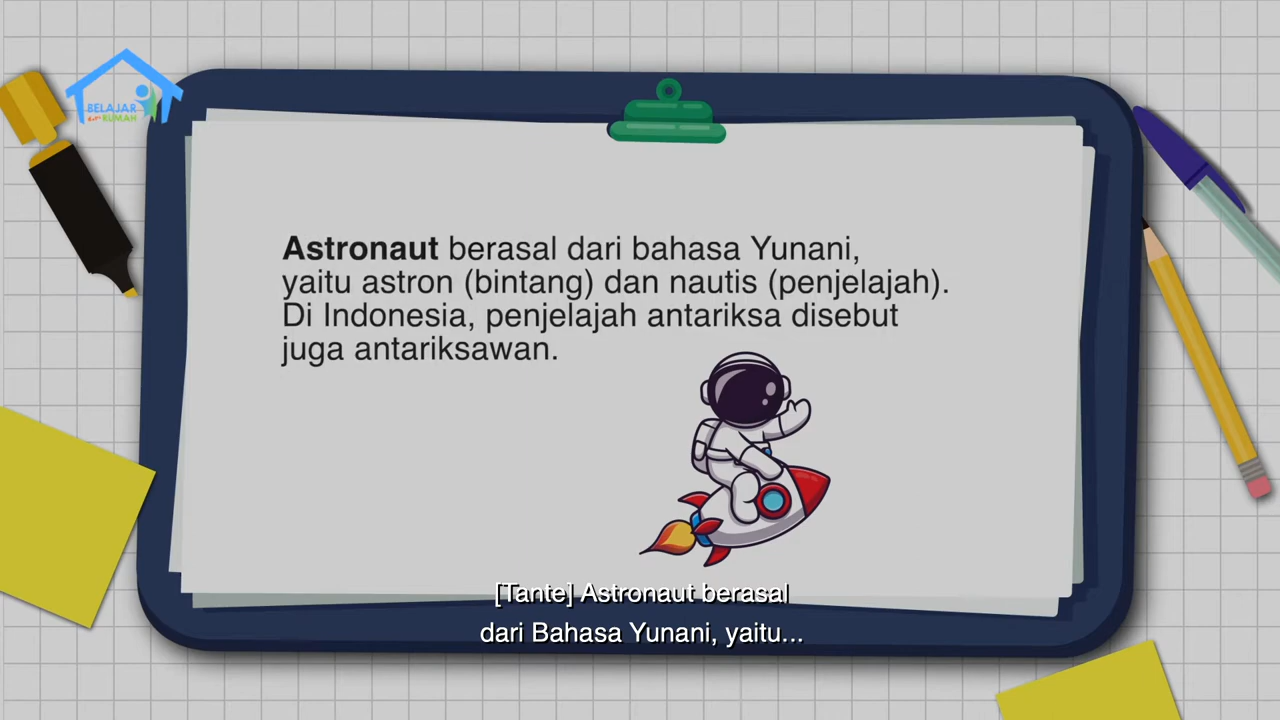 BELAJAR
dari RUMAH
Astronaut berasal dari bahasa Yunani,
yaitu astron (bintang) dan nautis (penjelajah).
Di Indonesia, penjelajah antariksa disebut
juga antariksawan.
[Tante] Astronaut berasal
dari Bahasa Yunani, yaitu...